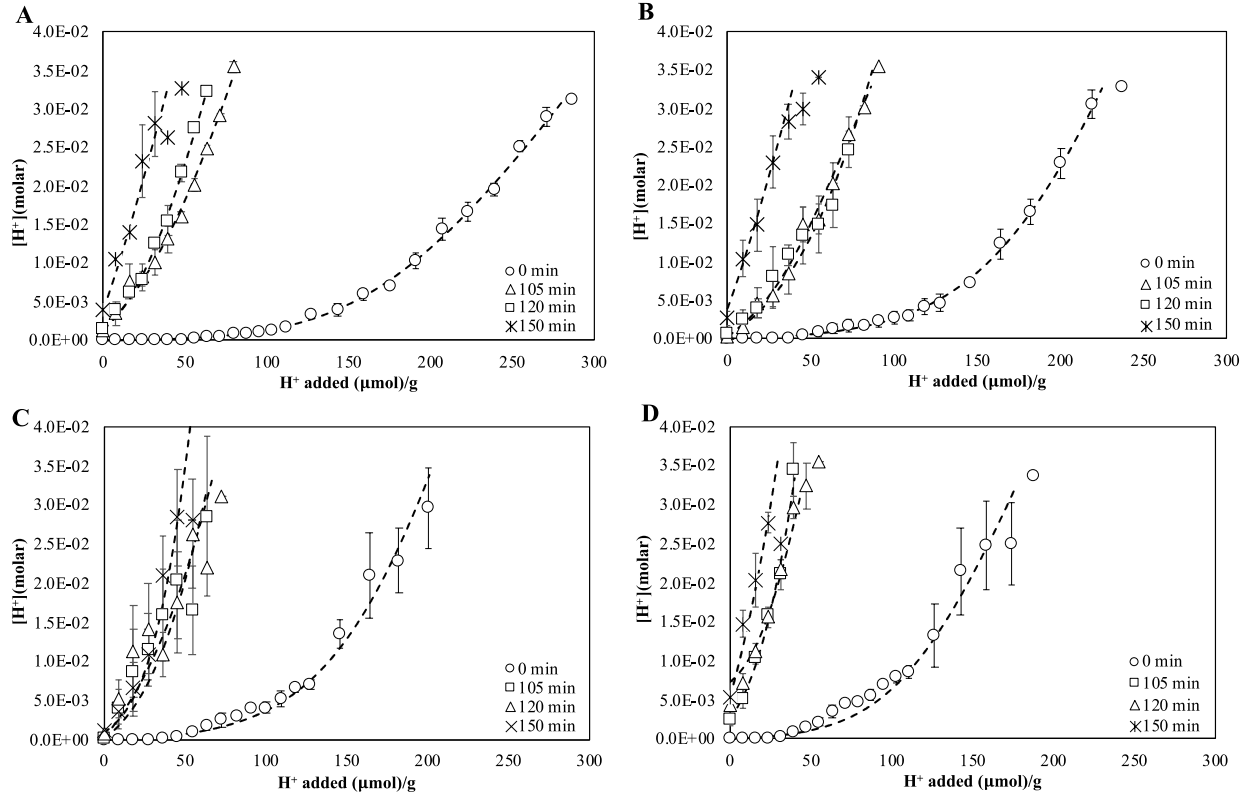 A
4.0E-02
3.5E-02
3.0E-02
2.5E-02
2.0E-02
1.5E-02
1.0E-02
5.0E-03
0.0E+00
[H+](molar)
0 50 100 150 200 250 300
H+ added (µmol)/g
0 min
105 min
120 min
150 min
B
4.0E-02
3.5E-02
3.0E-02
2.5E-02
2.0E-02
1.5E-02
1.0E-02
5.0E-03
0.0E+00
[H+](molar)
0 50 100 150 200 250 300
H+ added (µmol)/g
0 min
105 min
120 min
150 min
C
4.0E-02
3.5E-02
3.0E-02
2.5E-02
2.0E-02
1.5E-02
1.0E-02
5.0E-03
0.0E+00
[H+](molar)
0 50 100 150 200 250 300
H+ added (µmol)/g
0 min
105 min
120 min
150 min
D
4.0E-02
3.5E-02
3.0E-02
2.5E-02
2.0E-02
1.5E-02
1.0E-02
5.0E-03
0.0E+00
[H+](molar)
0 50 100 150 200 250 300
H+ added (µmol)/g
0 min
105 min
120 min
150 min